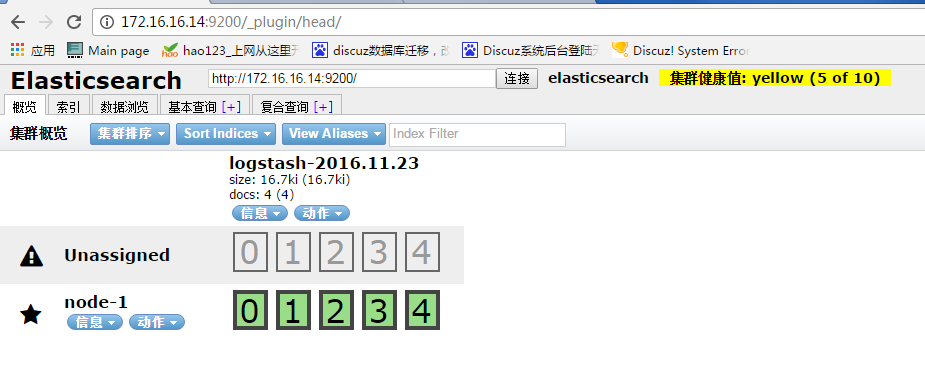 172.16.16.14:9200/_plugin/head/
应用 Main page hao123_上网从这里开 discuz数据库迁移，改 Discuz系统后台登陆无 Discuz! System Error
Elasticsearch http://172.16.16.14:9200/ 连接 elasticsearch 集群健康值: yellow (5 of 10)
概览 索引 数据浏览 基本查询 [+] 复合查询 [+]
集群概览 集群排序 Sort Indices View Aliases Index Filter
logstash-2016.11.23
size: 16.7ki (16.7ki)
docs: 4 (4)
信息 动作
Unassigned 0 1 2 3 4
node-1 0 1 2 3 4
信息 动作